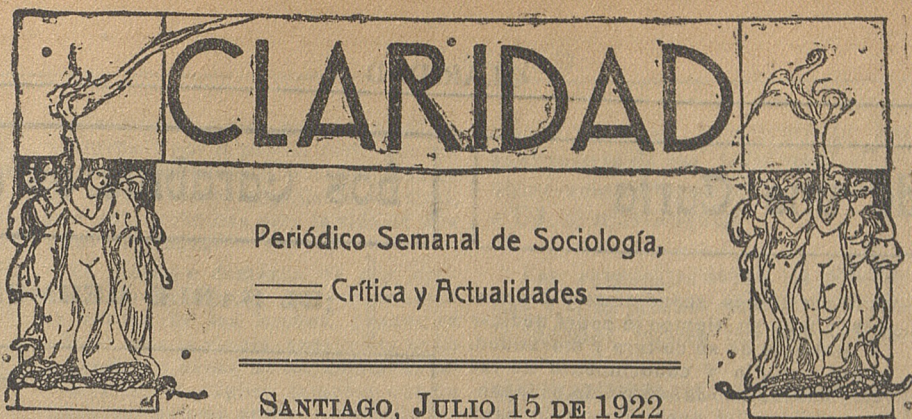 CLARIDAD
Periódico Semanal de Sociología,
Crítica y Actualidades
SANTIAGO, JULIO 15 DE 1922